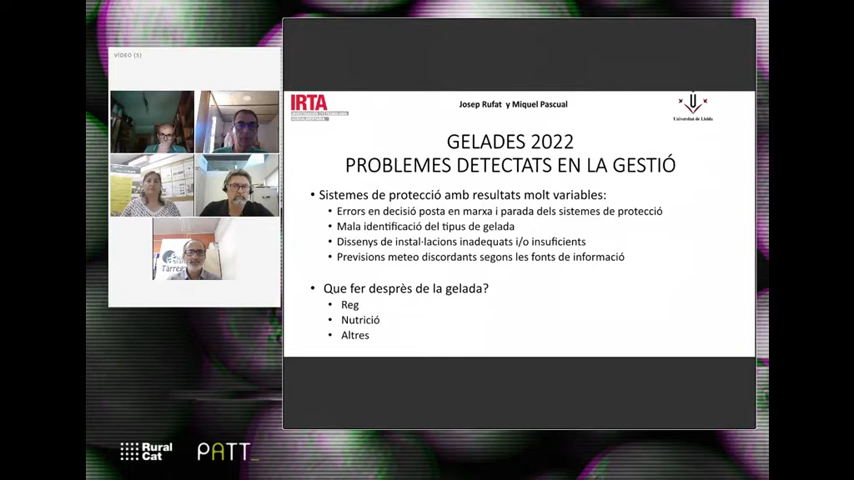 VÍDEO (5)
IRTA
Josep Rufat y Miquel Pascual
Universitat de Lleida
GELADES 2022
PROBLEMES DETECTATS EN LA GESTIÓ
• Sistemes de protecció amb resultats molt variables:
• Errors en decisió posta en marxa i parada dels sistemes de protecció
• Mala identificació del tipus de gelada
• Dissenys de instal·lacions inadequats i/o insuficients
• Previsions meteo discordants segons les fonts de informació
• Que fer desprès de la gelada?
• Reg
• Nutrició
• Altres
Tàrrega
Rural
Cat
PATT_